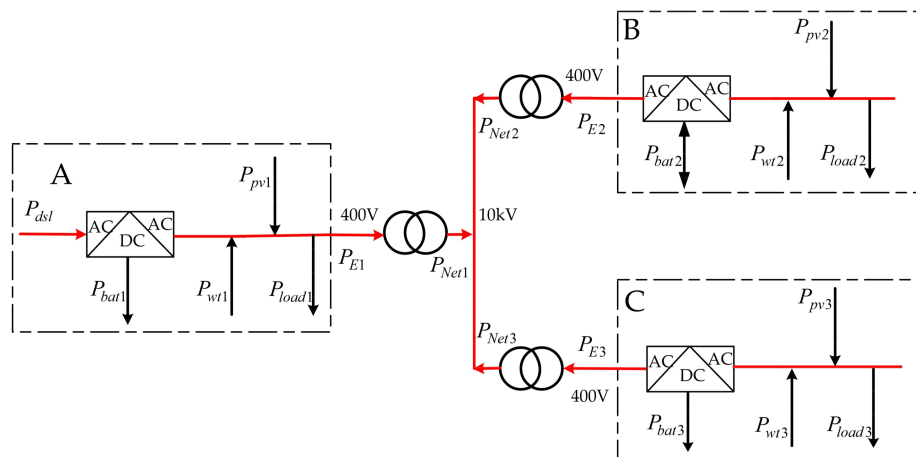 A
P_dsl
AC
DC
AC
P_bat1
P_wt1
P_pv1
P_load1
400V
P_E1
P_Net1
10kV
B
P_Net2
400V
P_E2
AC
DC
AC
P_bat2
P_wt2
P_pv2
P_load2
C
P_Net3
P_E3
400V
AC
DC
AC
P_bat3
P_wt3
P_pv3
P_load3